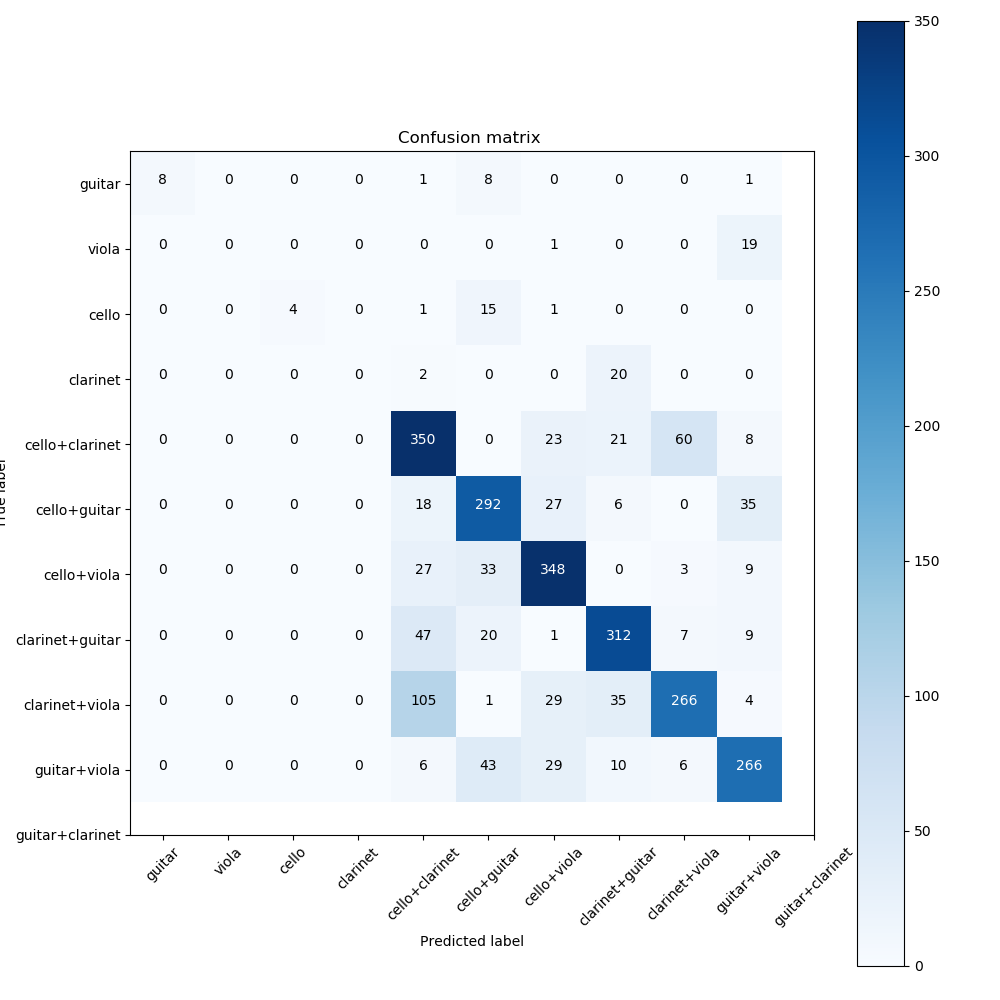 Confusion matrix
guitar 8 0 0 0 1 8 0 0 0 1
viola 0 0 0 0 0 0 1 0 0 19
cello 0 0 4 0 1 15 1 0 0 0
clarinet 0 0 0 0 2 0 0 20 0 0
cello+clarinet 0 0 0 0 350 0 23 21 60 8
cello+guitar 0 0 0 0 18 292 27 6 0 35
cello+viola 0 0 0 0 27 33 348 0 3 9
clarinet+guitar 0 0 0 0 47 20 1 312 7 9
clarinet+viola 0 0 0 0 105 1 29 35 266 4
guitar+viola 0 0 0 0 6 43 29 10 6 266
guitar+clarinet
guitar viola cello clarinet cello+clarinet cello+guitar cello+viola clarinet+guitar clarinet+viola guitar+viola guitar+clarinet
Predicted label
True label
350
300
250
200
150
100
50
0